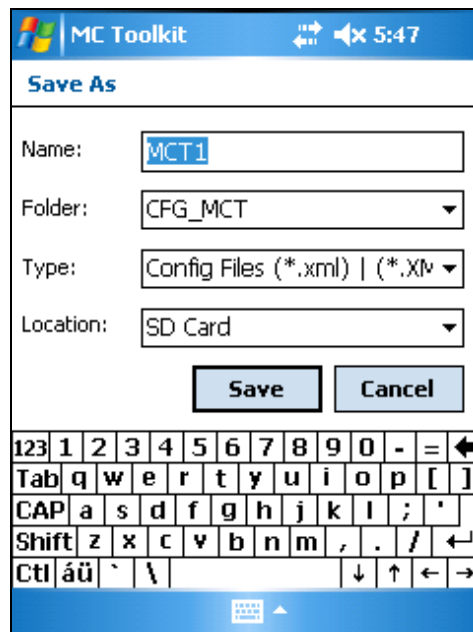 MC Toolkit 5:47
Save As
Name: MCT1
Folder: CFG_MCT
Type: Config Files (*.xml) | (*.XM
Location: SD Card
Save Cancel
123 1 2 3 4 5 6 7 8 9 0 - = ←
Tab q w e r t y u i o p [ ]
CAP a s d f g h j k l ; '
Shift z x c v b n m , . / ↵
Ctl áü ` \ ↓ ↑ ← →